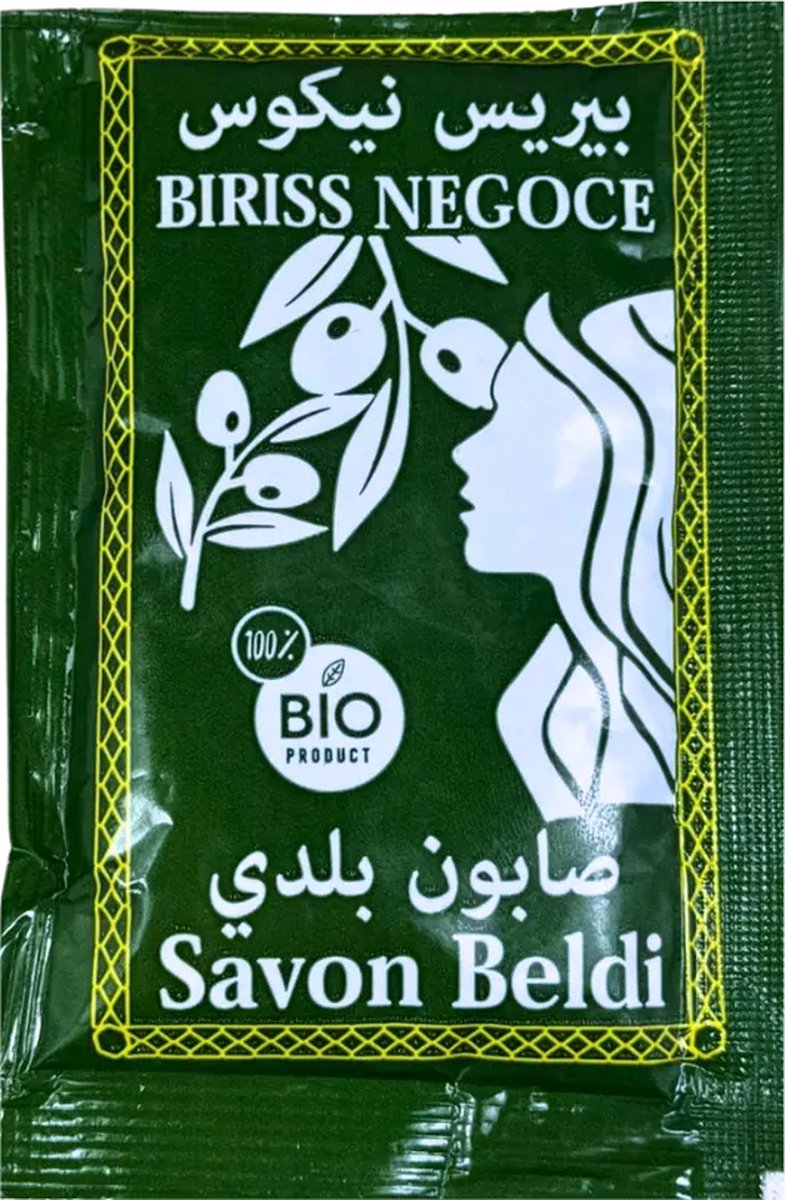 بيريس نيكوس
BIRISS NEGOCE
100%
BIO
PRODUCT
صابون بلدي
Savon Beldi